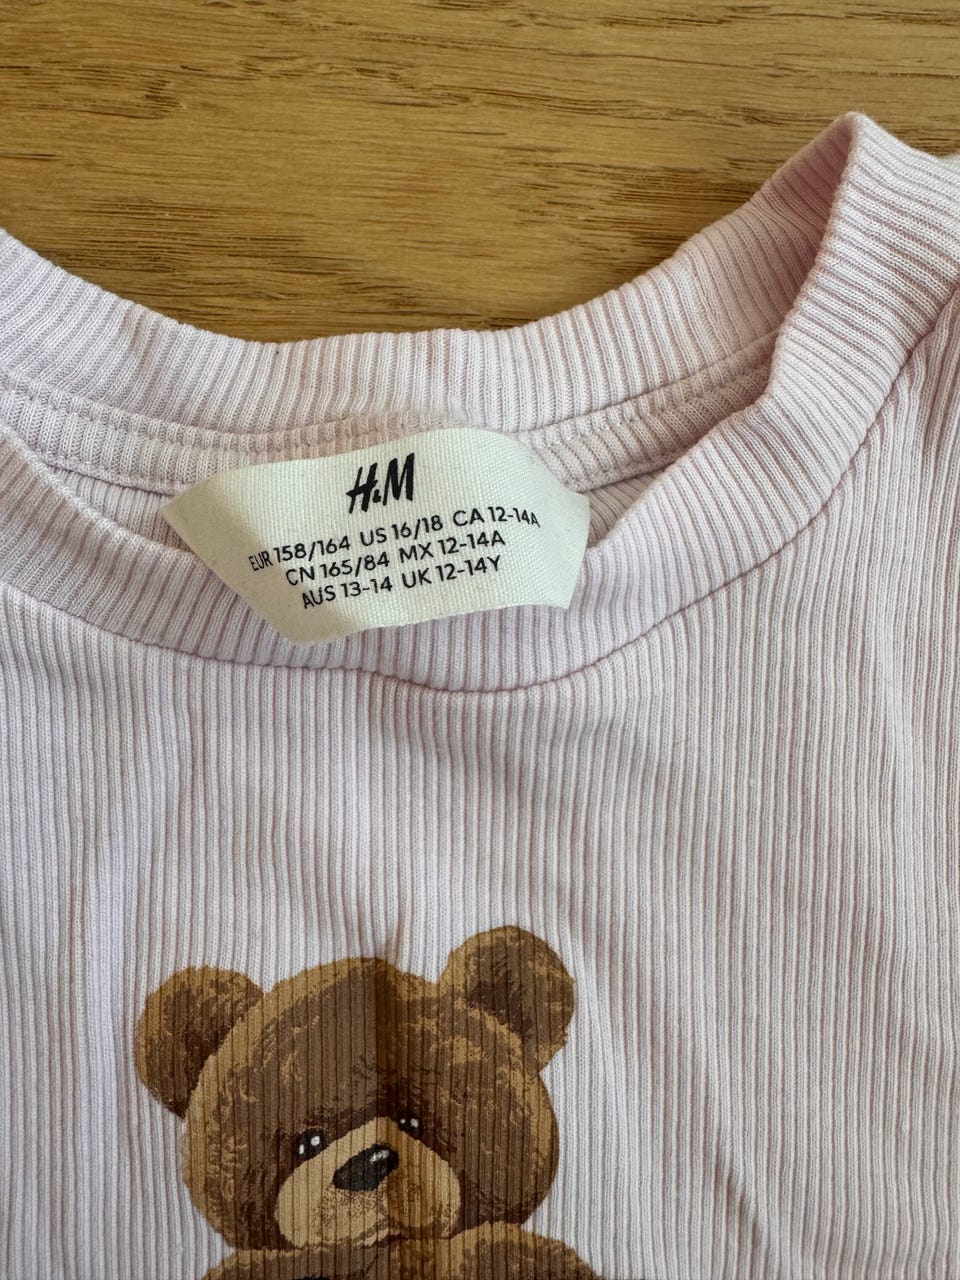 H&M
EUR 158/164 US 16/18 CA 12-14A
CN 165/84 MX 12-14A
AUS 13-14 UK 12-14Y